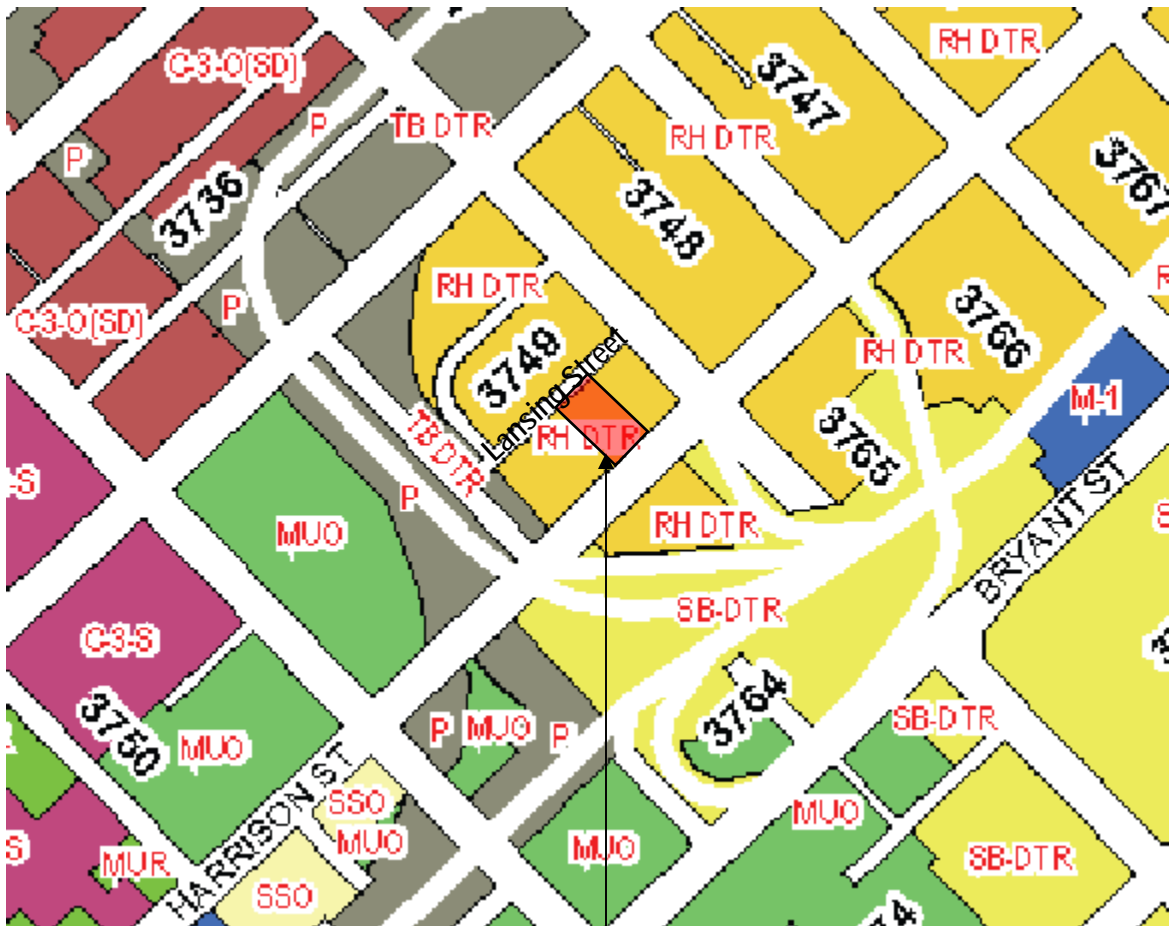 C-3-O(SD)
RH DTR
3747
P
TB DTR
RH DTR
P
3736
3748
RH DTR
P
C-3-O(SD)
3749
Lansing Street
RH DTR
3766
RH DTR
M-1
TB DTR
P
3765
MUO
RH DTR
BRYANT ST
SB-DTR
C-3-S
3750
MUO
3764
SB-DTR
P
MUO
P
HARRISON ST
SSO
MUO
MUO
MUO
MUR
SSO
SB-DTR